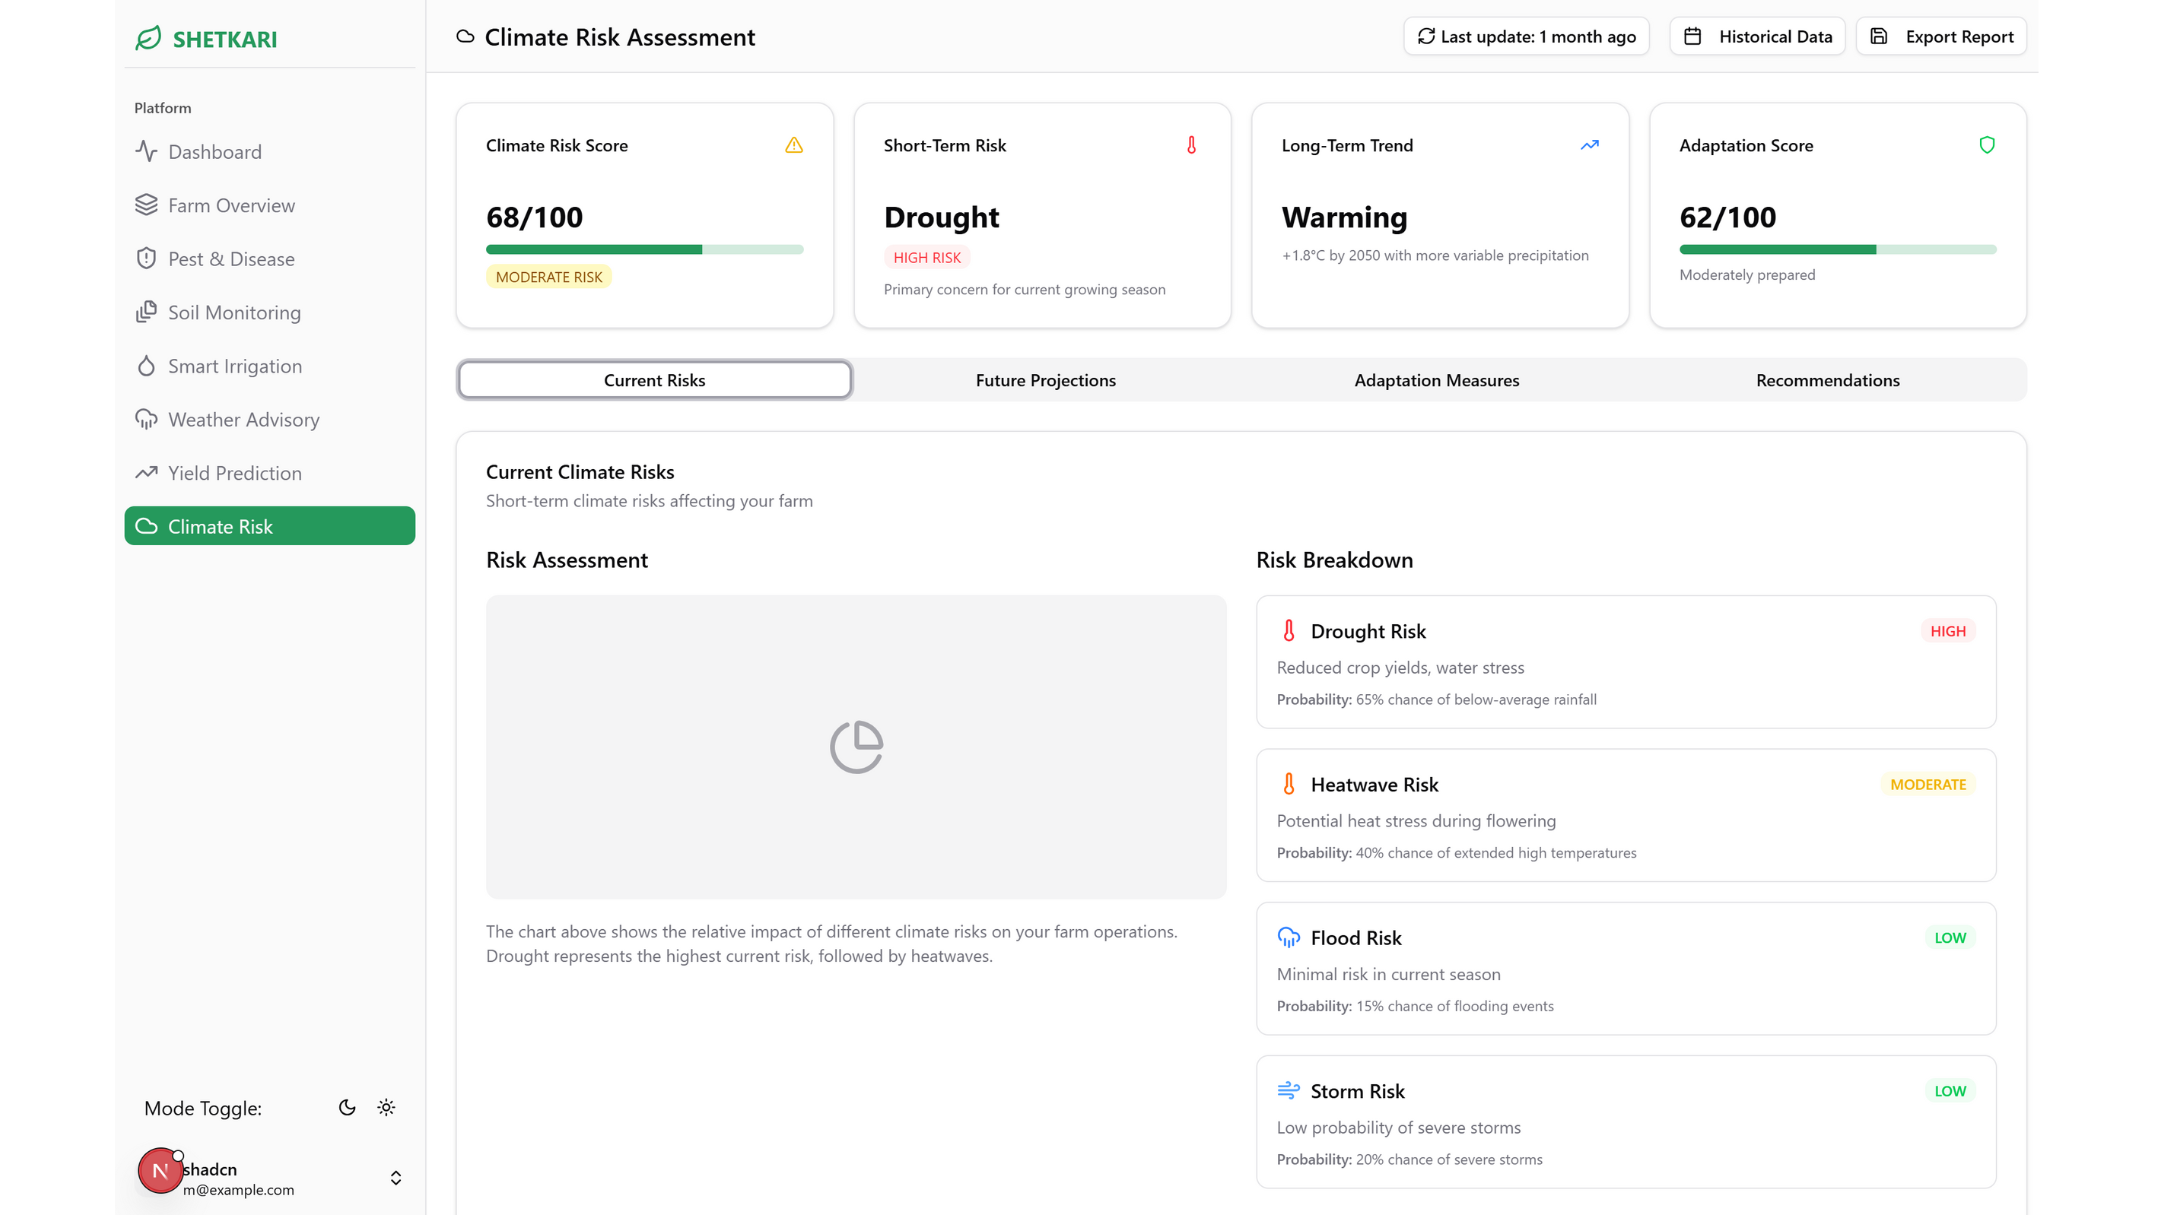 SHETKARI
Platform
Dashboard
Farm Overview
Pest & Disease
Soil Monitoring
Smart Irrigation
Weather Advisory
Yield Prediction
Climate Risk
Mode Toggle:
N
shadcn
m@example.com
Climate Risk Assessment
Last update: 1 month ago
Historical Data
Export Report
Climate Risk Score
68/100
MODERATE RISK
Short-Term Risk
Drought
HIGH RISK
Primary concern for current growing season
Long-Term Trend
Warming
+1.8°C by 2050 with more variable precipitation
Adaptation Score
62/100
Moderately prepared
Current Risks
Future Projections
Adaptation Measures
Recommendations
Current Climate Risks
Short-term climate risks affecting your farm
Risk Assessment
The chart above shows the relative impact of different climate risks on your farm operations.
Drought represents the highest current risk, followed by heatwaves.
Risk Breakdown
Drought Risk
HIGH
Reduced crop yields, water stress
Probability: 65% chance of below-average rainfall
Heatwave Risk
MODERATE
Potential heat stress during flowering
Probability: 40% chance of extended high temperatures
Flood Risk
LOW
Minimal risk in current season
Probability: 15% chance of flooding events
Storm Risk
LOW
Low probability of severe storms
Probability: 20% chance of severe storms